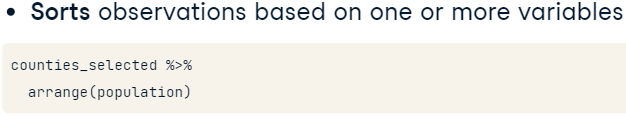 • Sorts observations based on one or more variables
counties_selected %>%
arrange(population)